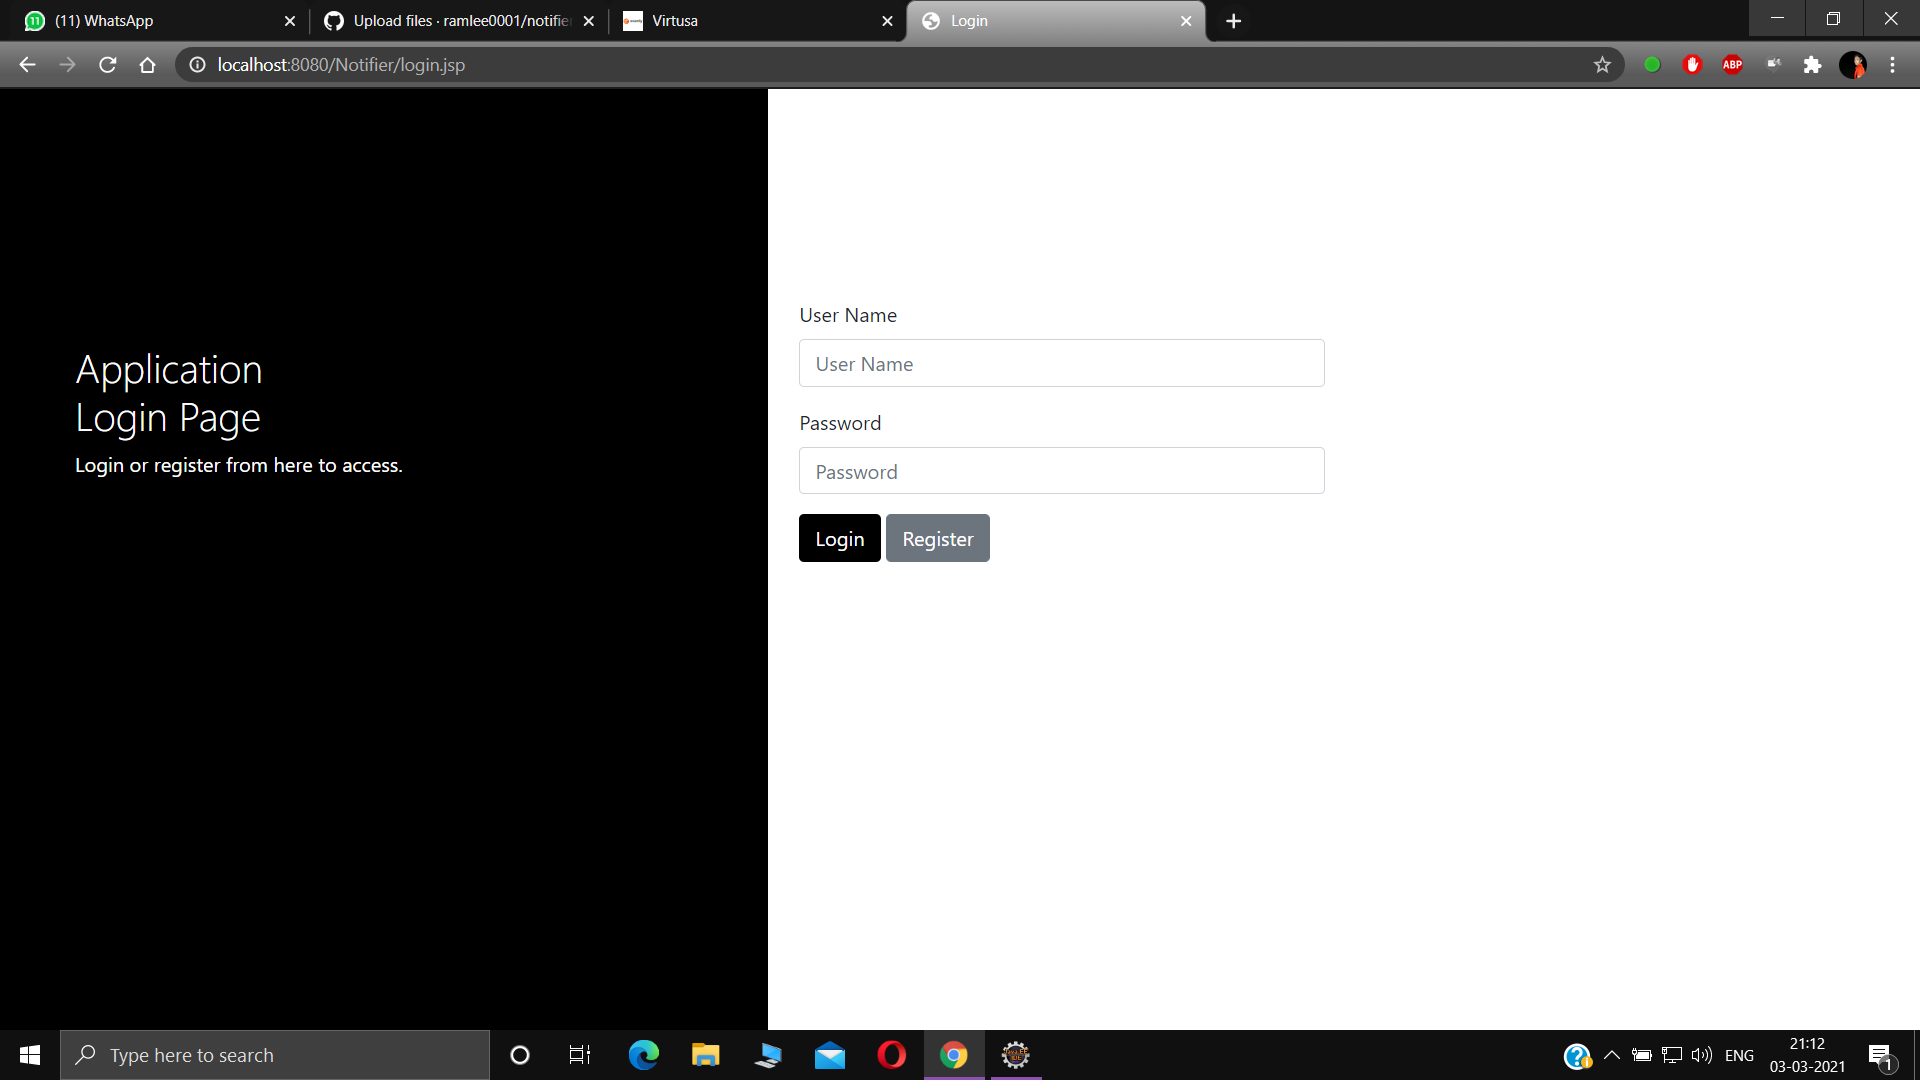 (11) WhatsApp
Upload files · ramlee0001/notifier
Virtusa
Login
localhost:8080/Notifier/login.jsp
ABP
Application
Login Page
Login or register from here to access.
User Name
User Name
Password
Password
Login
Register
Type here to search
ENG
21:12
03-03-2021
1